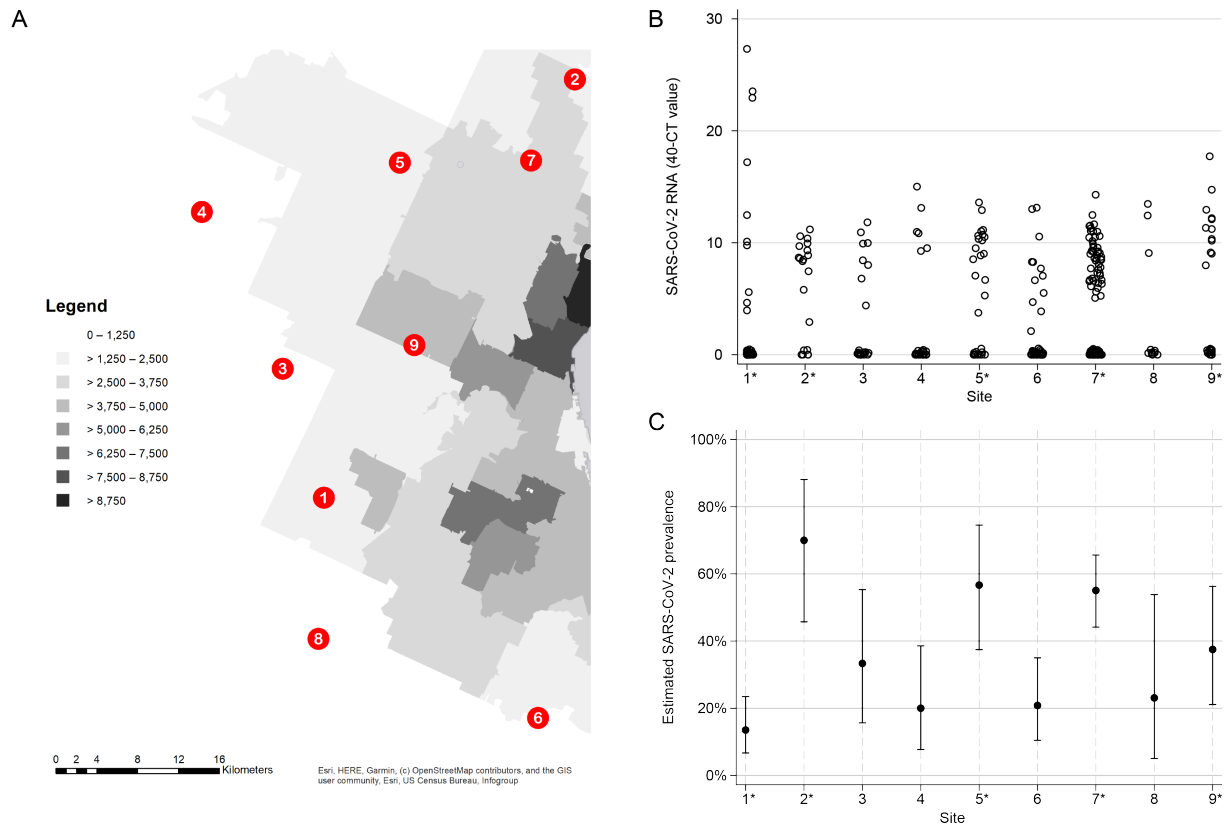 A
2
5
7
4
9
3
1
8
6
Legend
0 – 1,250
> 1,250 – 2,500
> 2,500 – 3,750
> 3,750 – 5,000
> 5,000 – 6,250
> 6,250 – 7,500
> 7,500 – 8,750
> 8,750
0 2 4 8 12 16
Kilometers
Esri, HERE, Garmin, (c) OpenStreetMap contributors, and the GIS
user community, Esri, US Census Bureau, Infogroup
B
SARS-CoV-2 RNA (40-CT value)
30
20
10
0
1* 2* 3 4 5* 6 7* 8 9*
Site
C
Estimated SARS-CoV-2 prevalence
100%
80%
60%
40%
20%
0%
1* 2* 3 4 5* 6 7* 8 9*
Site